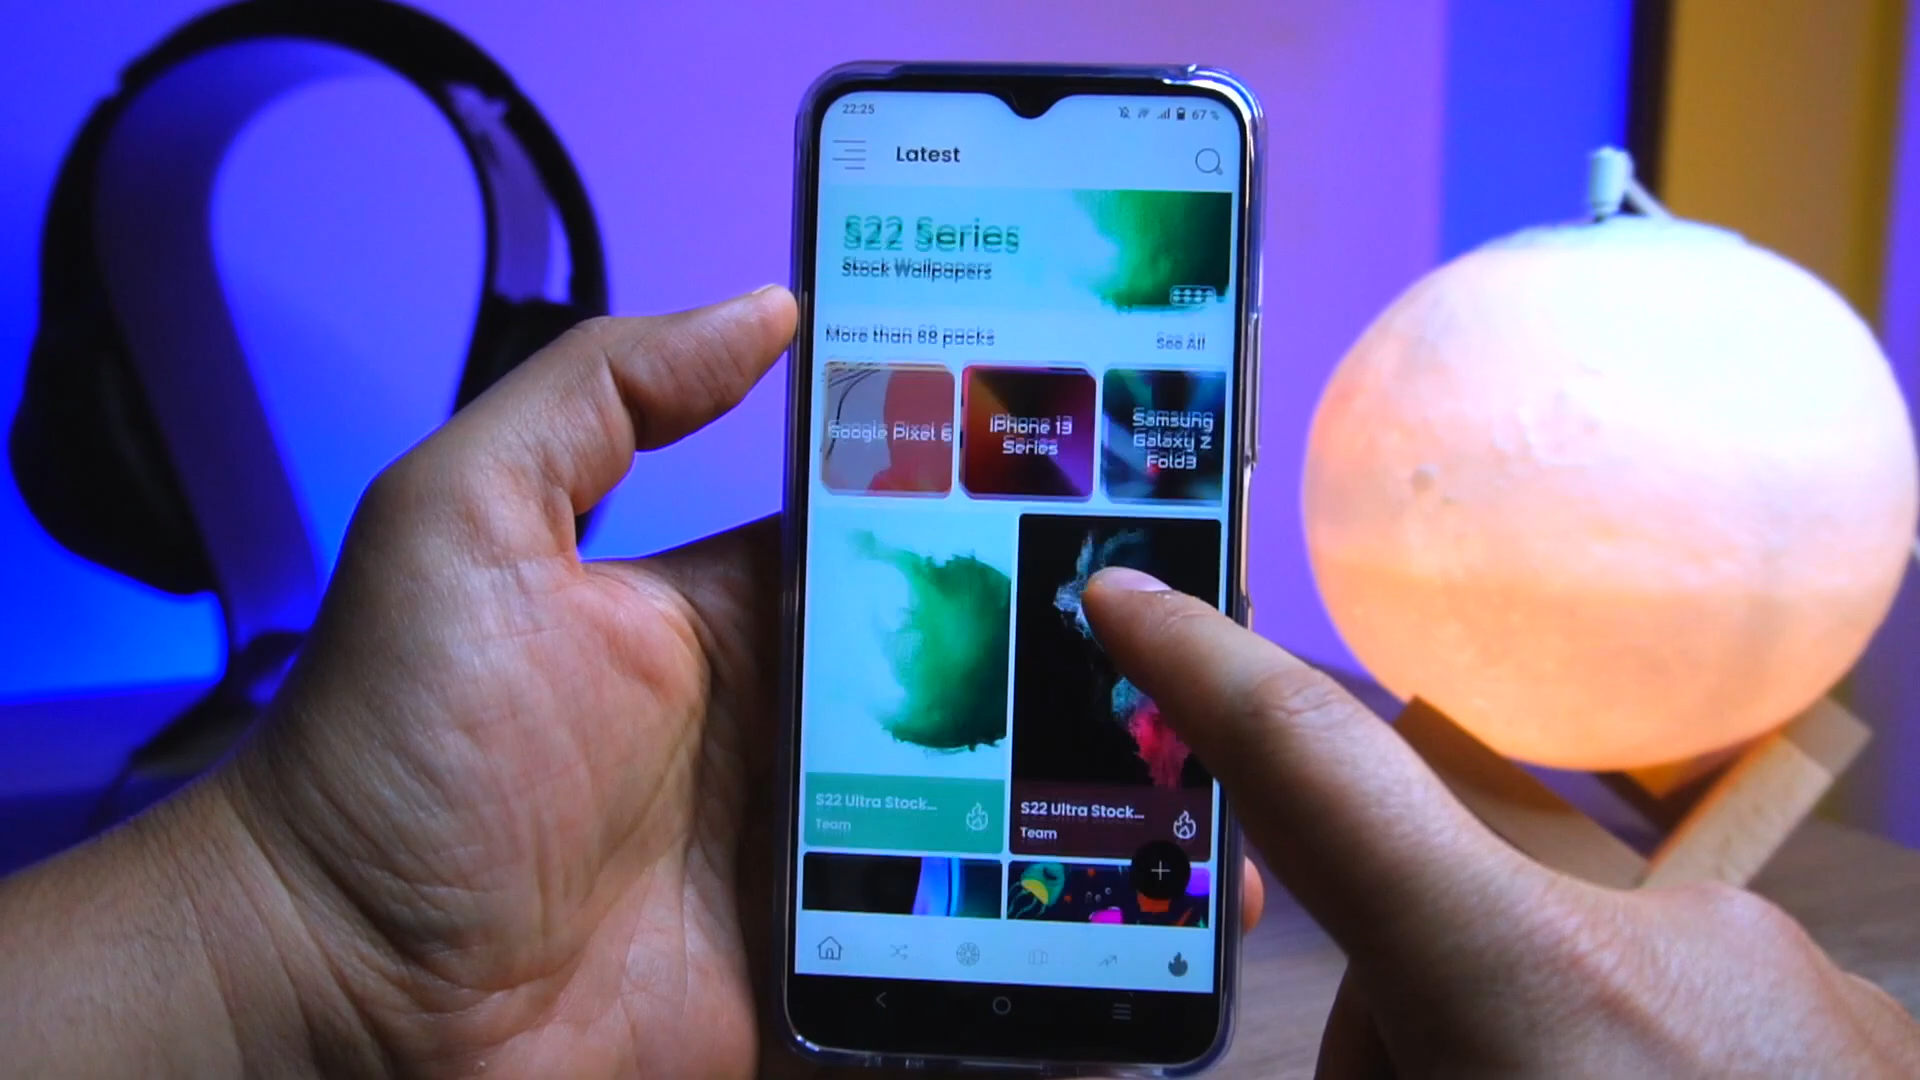 22:25
67 %
Latest
S22 Series
Stock Wallpapers
More than 68 packs
See All
Google Pixel 6
iPhone 13
Series
Samsung
Galaxy Z
Fold3
S22 Ultra Stock...
Team
S22 Ultra Stock...
Team